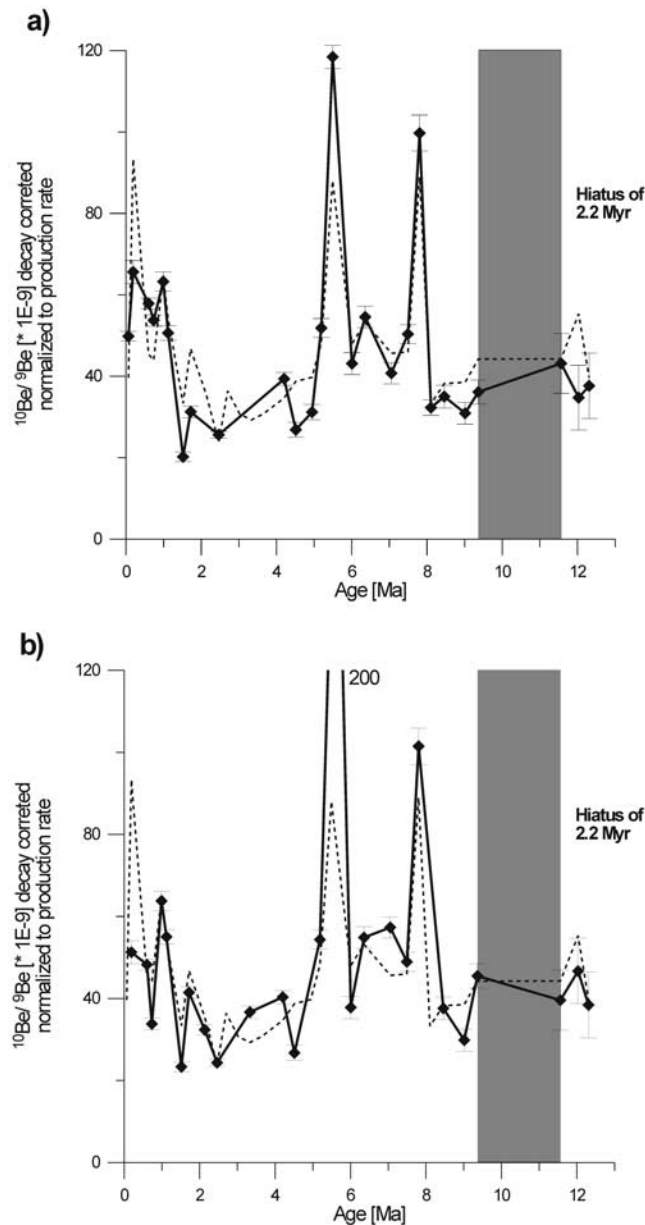 a)
120
80
40
0
¹⁰Be/ ⁹Be [* 1E-9] decay correted
normalized to production rate
Hiatus of
2.2 Myr
0 2 4 6 8 10 12
Age [Ma]
b)
120
200
80
40
0
¹⁰Be/ ⁹Be [* 1E-9] decay correted
normalized to production rate
Hiatus of
2.2 Myr
0 2 4 6 8 10 12
Age [Ma]